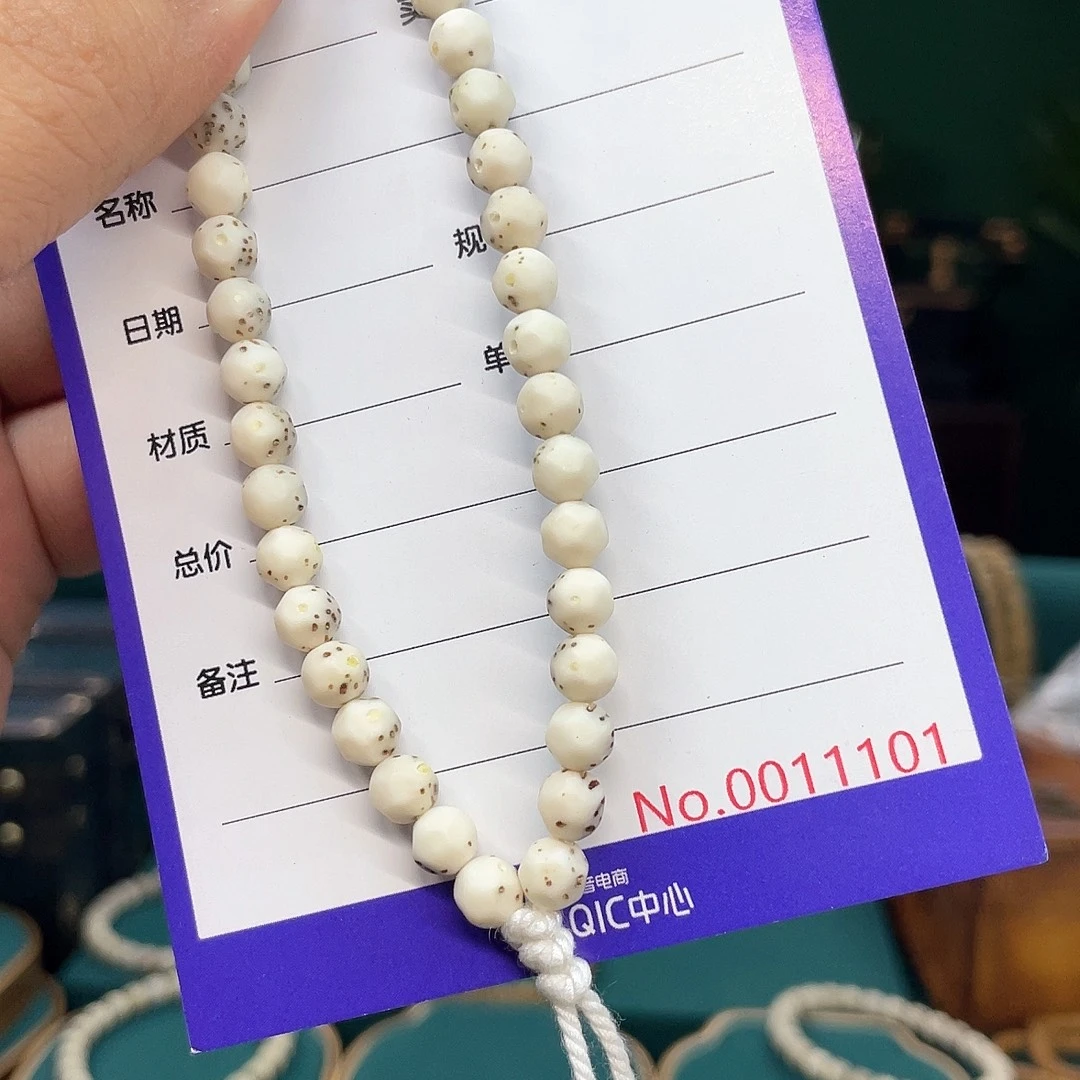 名称
规
日期
单
材质
总价
备注
No.0011101
音电商
QIC中心